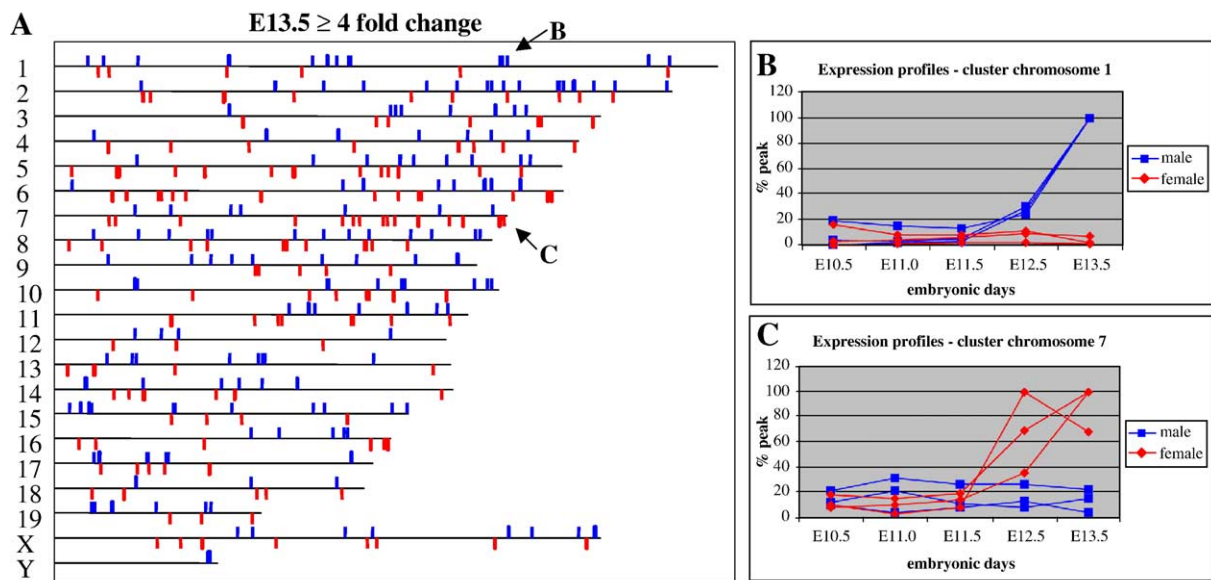 A
E13.5 ≥ 4 fold change
B
1
2
3
4
5
6
7
8
C
9
10
11
12
13
14
15
16
17
18
19
X
Y
B
Expression profiles - cluster chromosome 1
120
100
80
60
40
20
0
% peak
E10.5 E11.0 E11.5 E12.5 E13.5
embryonic days
male
female
C
Expression profiles - cluster chromosome 7
120
100
80
60
40
20
0
% peak
E10.5 E11.0 E11.5 E12.5 E13.5
embryonic days
male
female